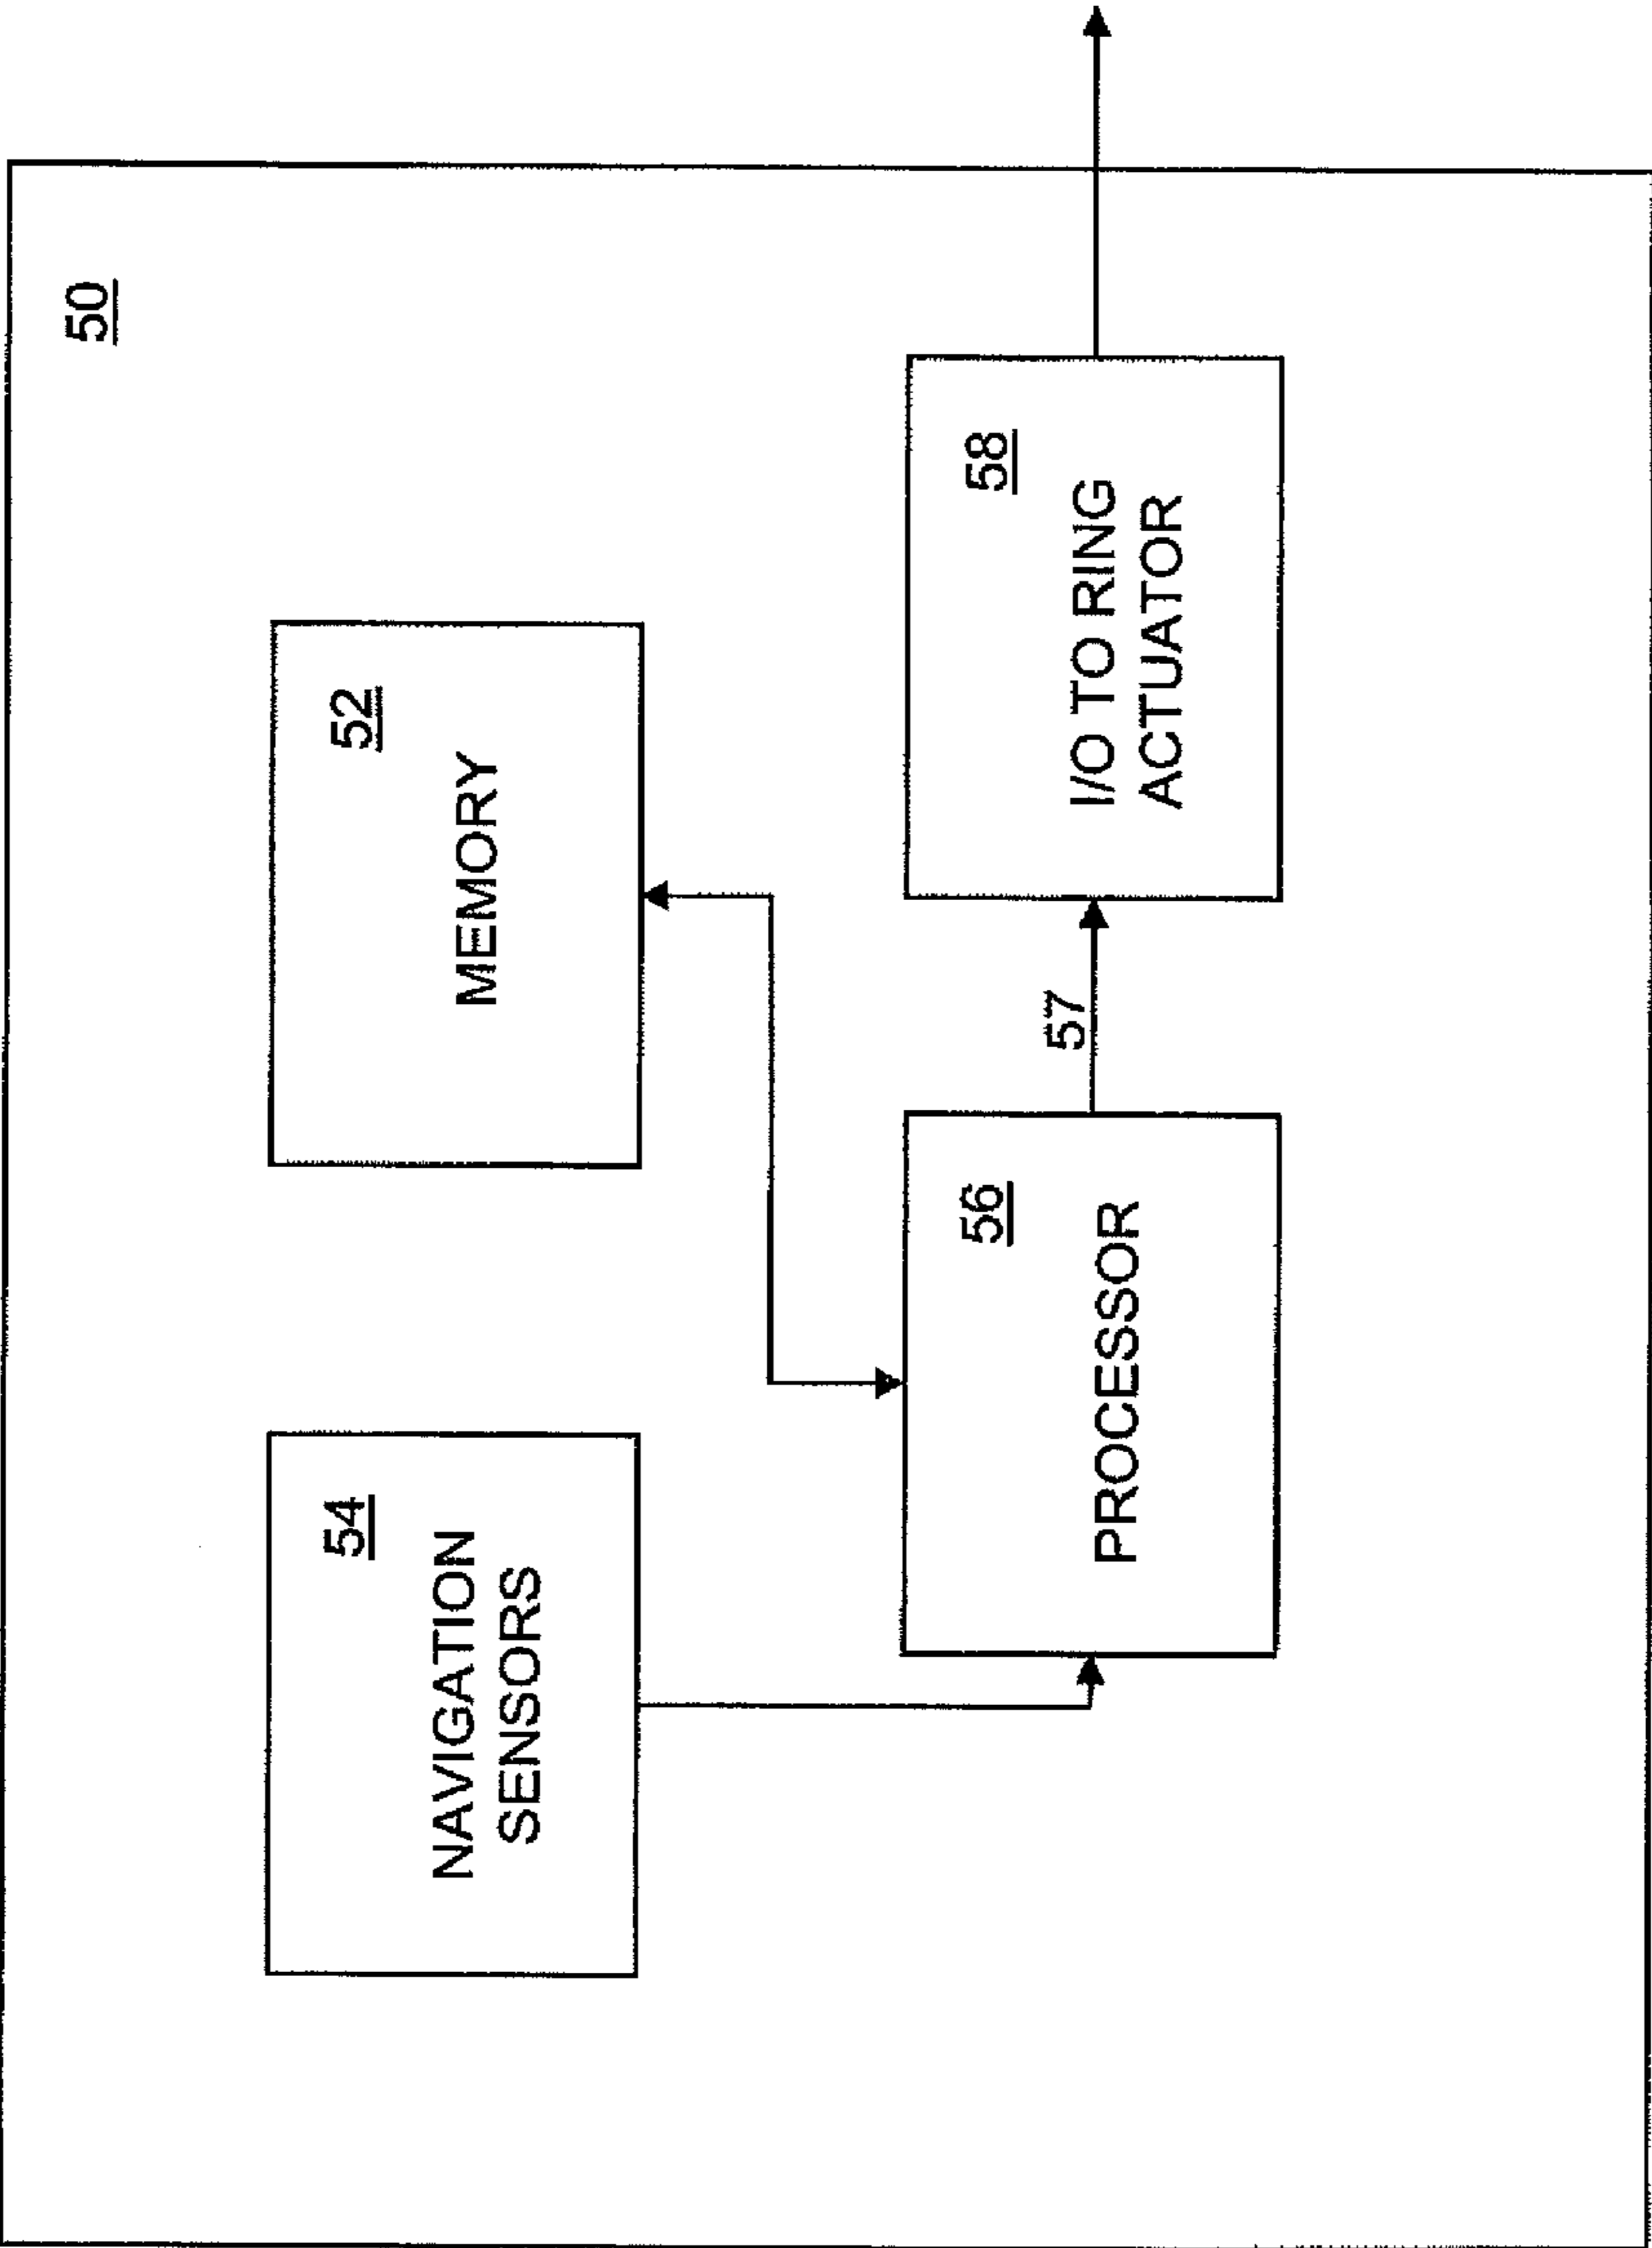 50
54
NAVIGATION
SENSORS
52
MEMORY
56
PROCESSOR
57
58
I/O TO RING
ACTUATOR